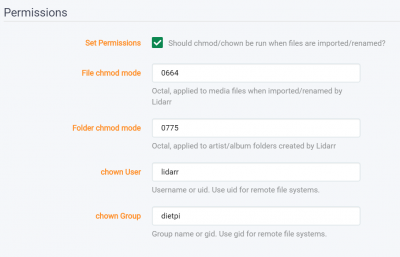 Permissions
Set Permissions Should chmod/chown be run when files are imported/renamed?
File chmod mode 0664
Octal, applied to media files when imported/renamed by
Lidarr
Folder chmod mode 0775
Octal, applied to artist/album folders created by Lidarr
chown User lidarr
Username or uid. Use uid for remote file systems.
chown Group dietpi
Group name or gid. Use gid for remote file systems.